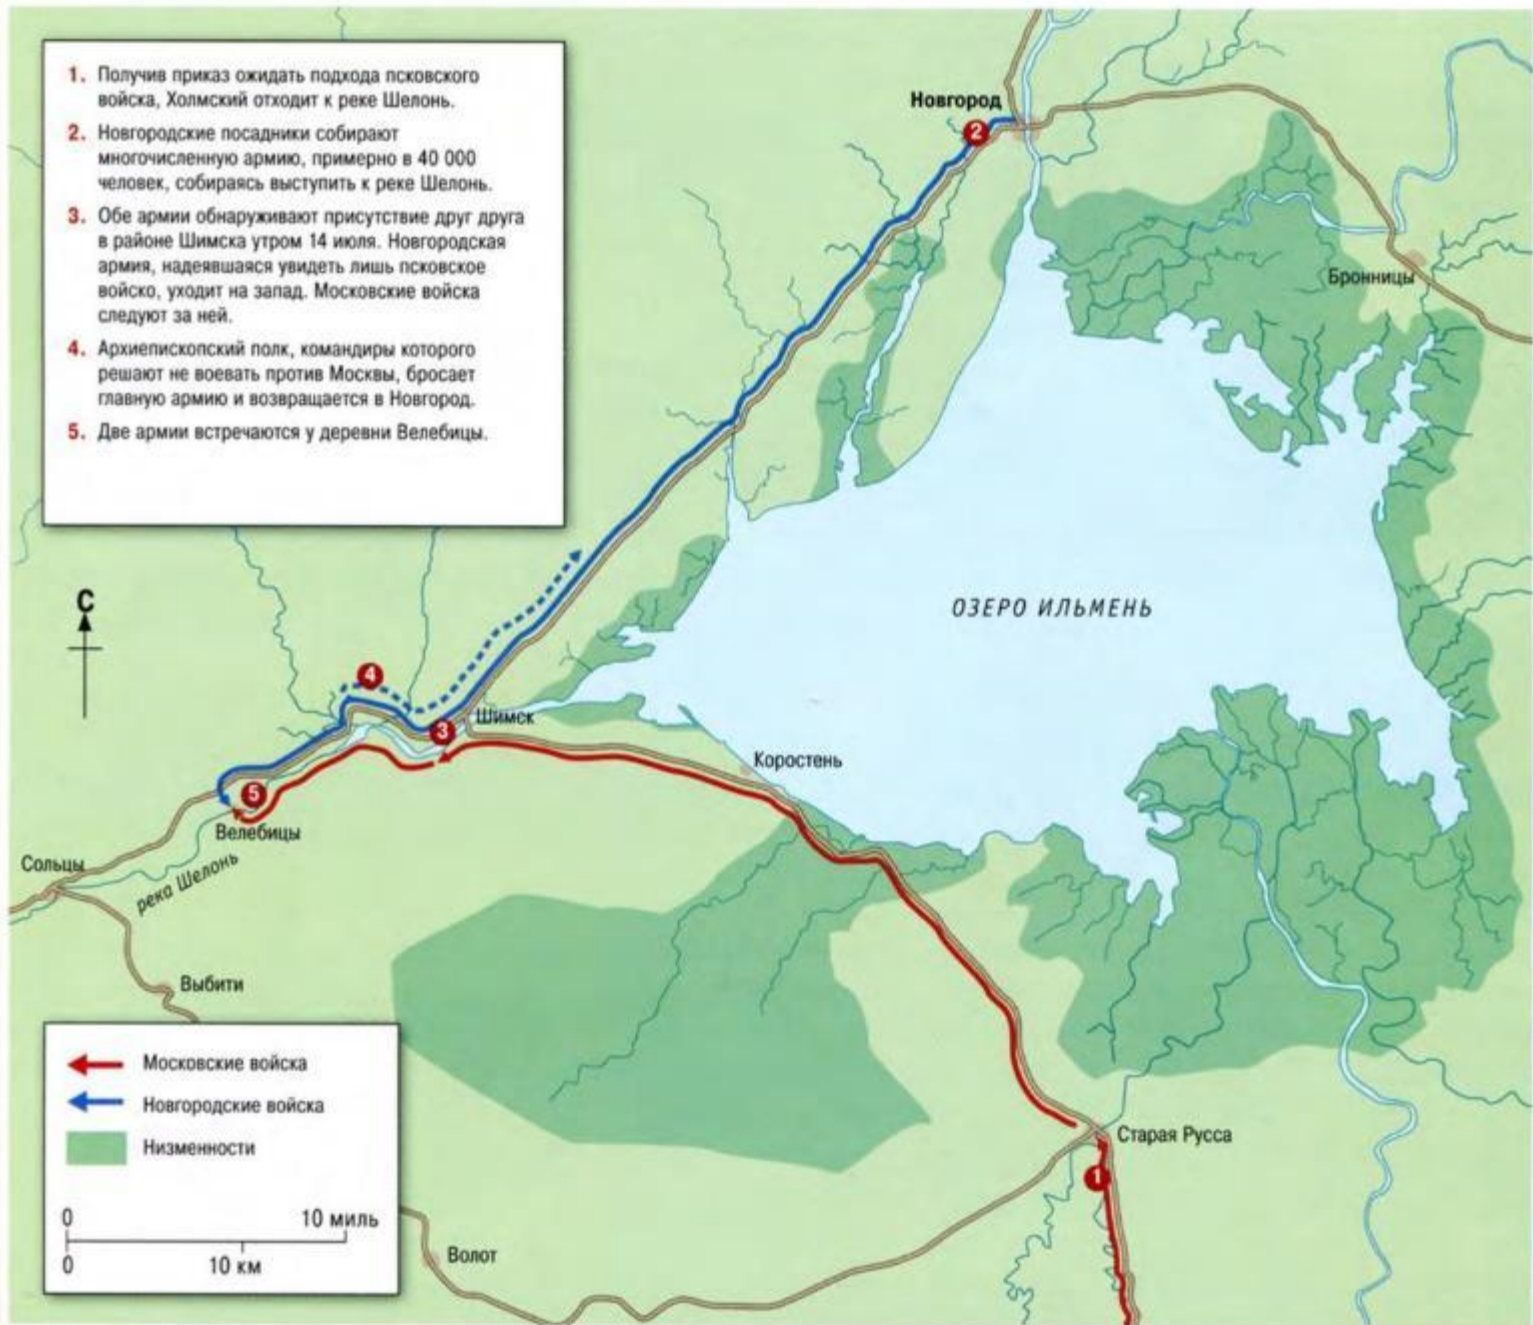 1. Получив приказ ожидать подхода псковского
войска, Холмский отходит к реке Шелонь.
2. Новгородские посадники собирают
многочисленную армию, примерно в 40 000
человек, собираясь выступить к реке Шелонь.
3. Обе армии обнаруживают присутствие друг друга
в районе Шимска утром 14 июля. Новгородская
армия, надеявшаяся увидеть лишь псковское
войско, уходит на запад. Московские войска
следуют за ней.
4. Архиепископский полк, командиры которого
решают не воевать против Москвы, бросает
главную армию и возвращается в Новгород.
5. Две армии встречаются у деревни Велебицы.
Новгород
2
Бронницы
С
ОЗЕРО ИЛЬМЕНЬ
4
Шимск
3
Коростень
5
Велебицы
Сольцы
река Шелонь
Выбити
Московские войска
Новгородские войска
Низменности
0 10 миль
0 10 км
Старая Русса
1
Волот